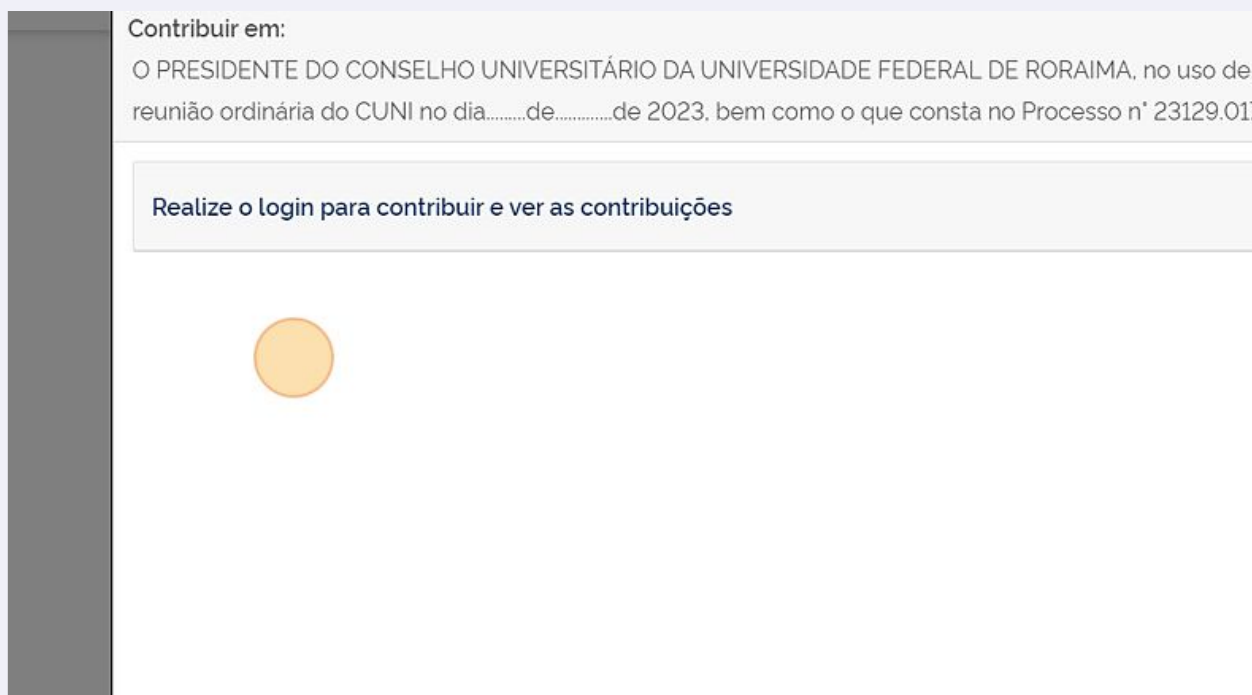 Contribuir em:
O PRESIDENTE DO CONSELHO UNIVERSITÁRIO DA UNIVERSIDADE FEDERAL DE RORAIMA, no uso de
reunião ordinária do CUNI no dia.........de.............de 2023, bem como o que consta no Processo n° 23129.01
Realize o login para contribuir e ver as contribuições